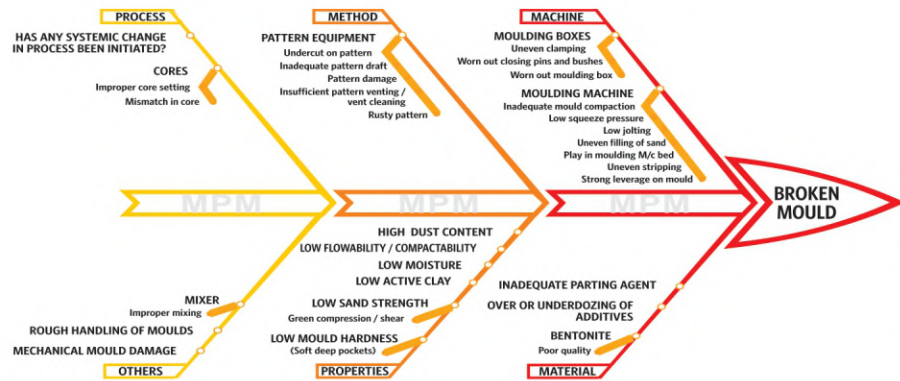 PROCESS
HAS ANY SYSTEMIC CHANGE
IN PROCESS BEEN INITIATED?
CORES
Improper core setting
Mismatch in core
METHOD
PATTERN EQUIPMENT
Undercut on pattern
Inadequate pattern draft
Pattern damage
Insufficient pattern venting /
vent cleaning
Rusty pattern
MACHINE
MOULDING BOXES
Uneven clamping
Worn out closing pins and bushes
Worn out moulding box
MOULDING MACHINE
Inadequate mould compaction
Low squeeze pressure
Low jolting
Uneven filling of sand
Play in moulding M/c bed
Uneven stripping
Strong leverage on mould
MPM
MPM
MPM
BROKEN
MOULD
MIXER
Improper mixing
ROUGH HANDLING OF MOULDS
MECHANICAL MOULD DAMAGE
OTHERS
HIGH DUST CONTENT
LOW FLOWABILITY / COMPACTABILITY
LOW MOISTURE
LOW ACTIVE CLAY
LOW SAND STRENGTH
Green compression / shear
LOW MOULD HARDNESS
(Soft deep pockets)
PROPERTIES
INADEQUATE PARTING AGENT
OVER OR UNDERDOZING OF
ADDITIVES
BENTONITE
Poor quality
MATERIAL